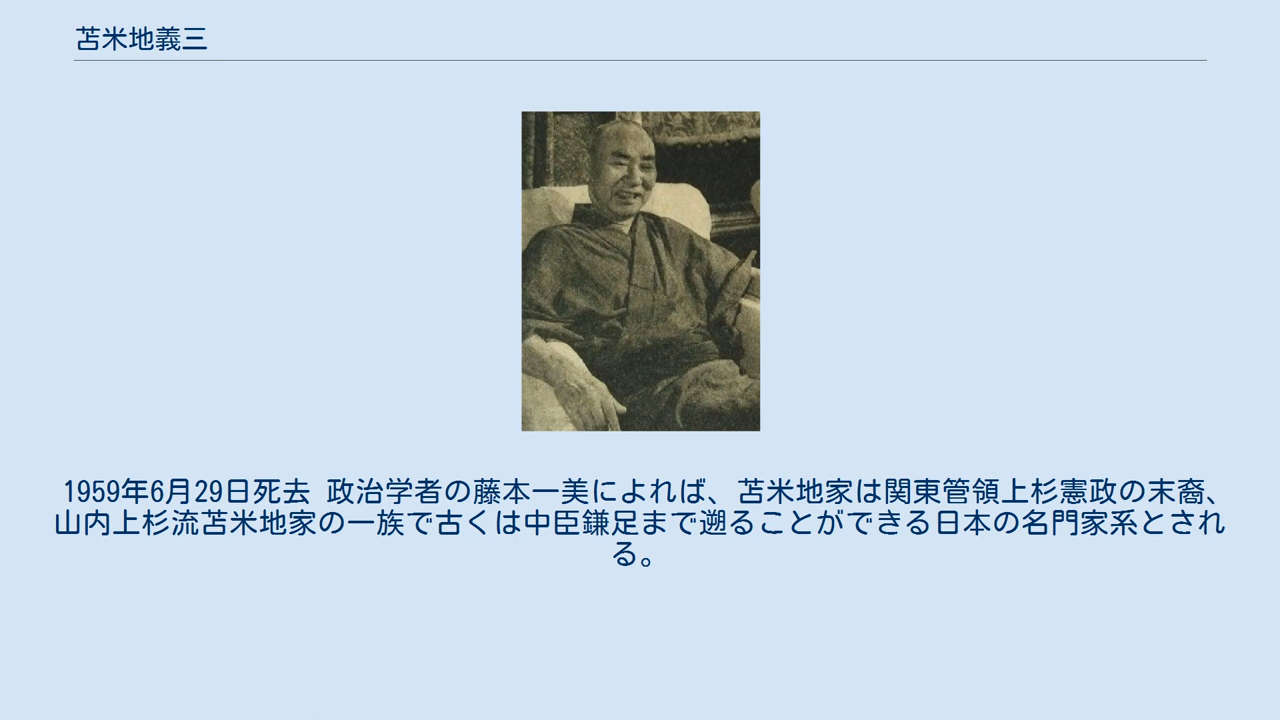 苫米地義三
1959年6月29日死去 政治学者の藤本一美によれば、苫米地家は関東管領上杉憲政の末裔、
山内上杉流苫米地家の一族で古くは中臣鎌足まで遡ることができる日本の名門家系とされ
る。